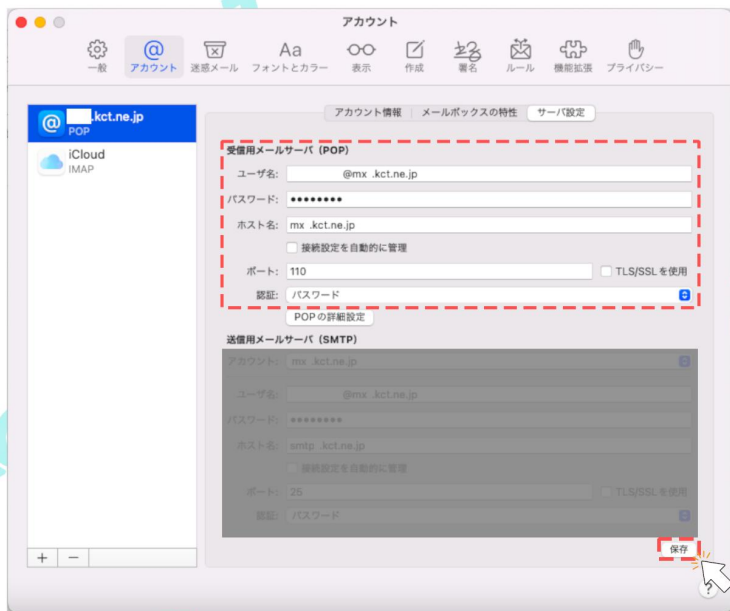 アカウント
一般 アカウント 迷惑メール フォントとカラー 表示 作成 署名 ルール 機能拡張 プライバシー
.kct.ne.jp
POP
iCloud
IMAP
アカウント情報 メールボックスの特性 サーバ設定
受信用メールサーバ (POP)
ユーザ名: @mx .kct.ne.jp
パスワード: ••••••••
ホスト名: mx .kct.ne.jp
接続設定を自動的に管理
ポート: 110 TLS/SSL を使用
認証: パスワード
POP の詳細設定
送信用メールサーバ (SMTP)
アカウント: mx .kct.ne.jp
ユーザ名: @mx .kct.ne.jp
パスワード: ••••••••
ホスト名: smtp .kct.ne.jp
接続設定を自動的に管理
ポート: 25 TLS/SSL を使用
認証: パスワード
保存
+ −
?